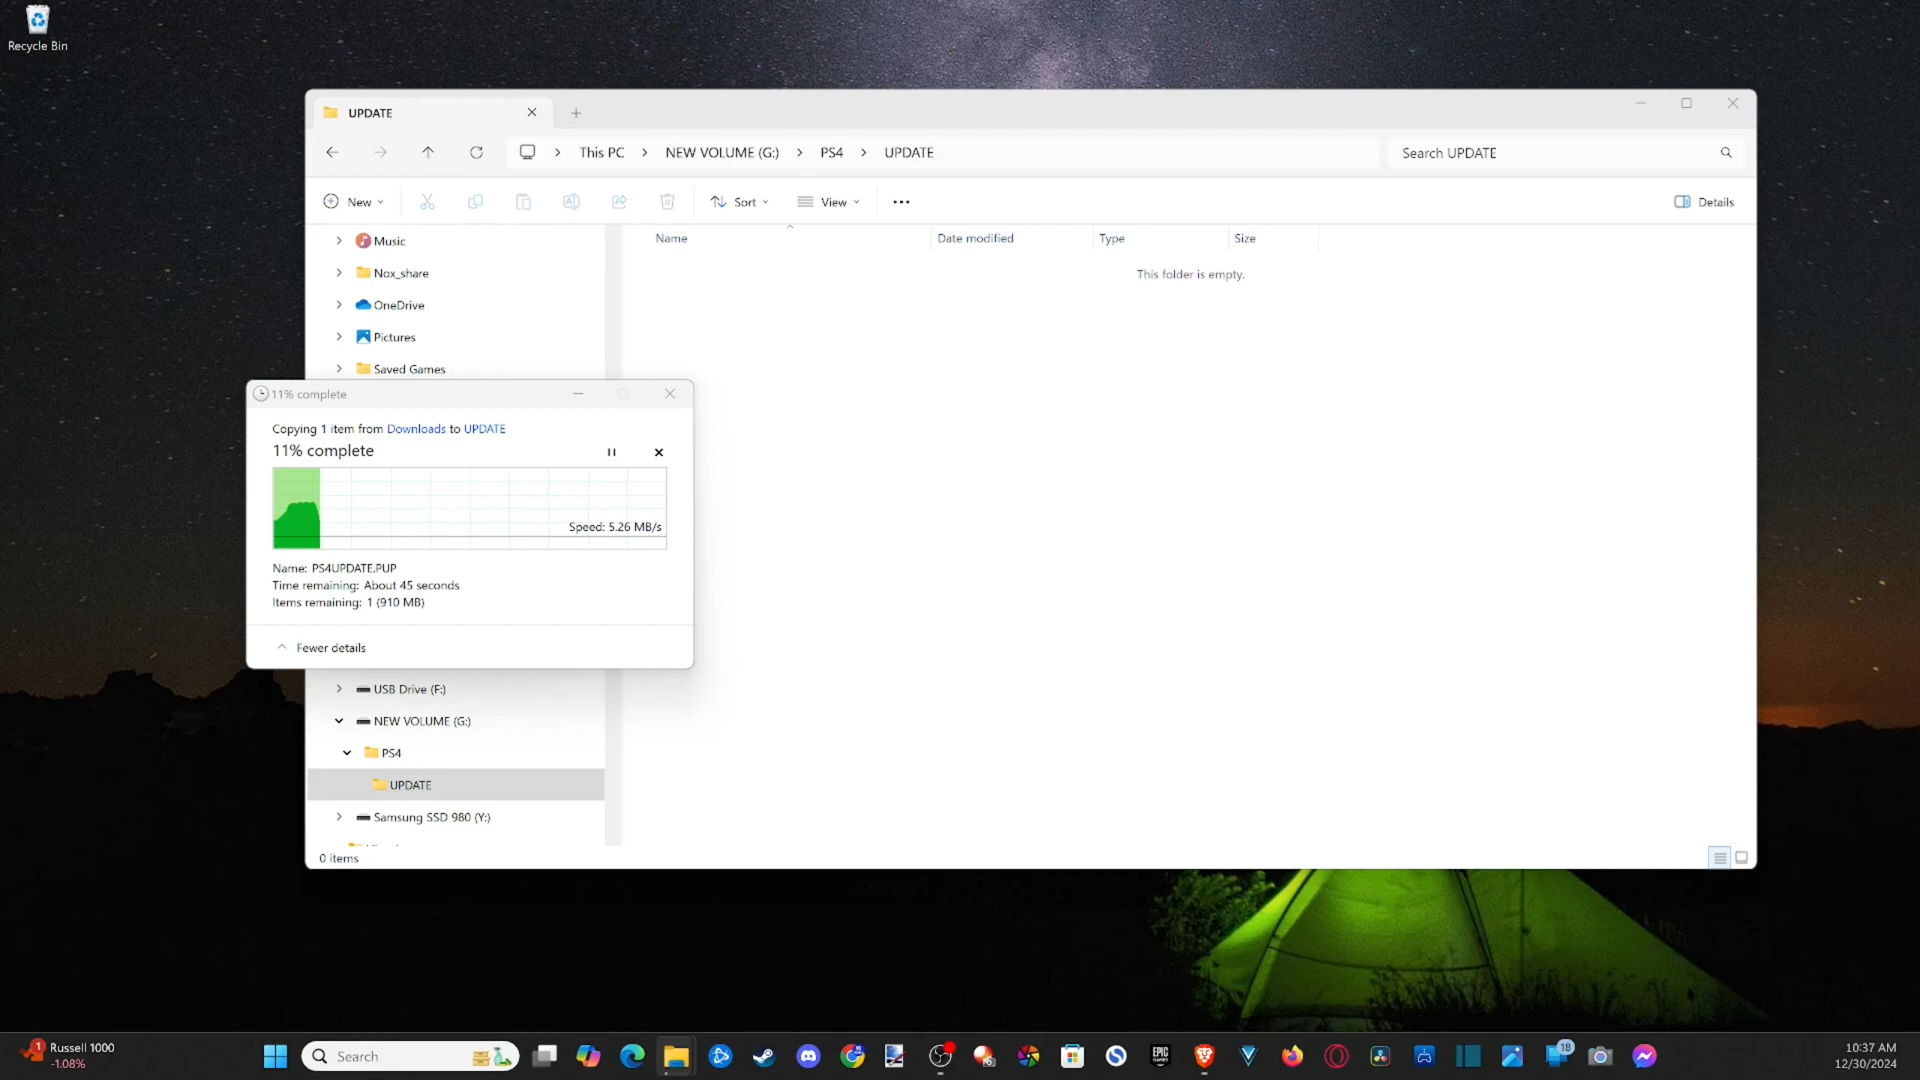 Recycle Bin
UPDATE
This PC
NEW VOLUME (G:)
PS4
UPDATE
Search UPDATE
New
Sort
View
Details
Name
Date modified
Type
Size
This folder is empty.
Music
Nox_share
OneDrive
Pictures
Saved Games
11% complete
Copying 1 item from Downloads to UPDATE
11% complete
Speed: 5.26 MB/s
Name: PS4UPDATE.PUP
Time remaining: About 45 seconds
Items remaining: 1 (910 MB)
Fewer details
USB Drive (F:)
NEW VOLUME (G:)
PS4
UPDATE
Samsung SSD 980 (Y:)
0 items
1
Russell 1000
-1.08%
Search
EPIC GAMES
18
10:37 AM
12/30/2024